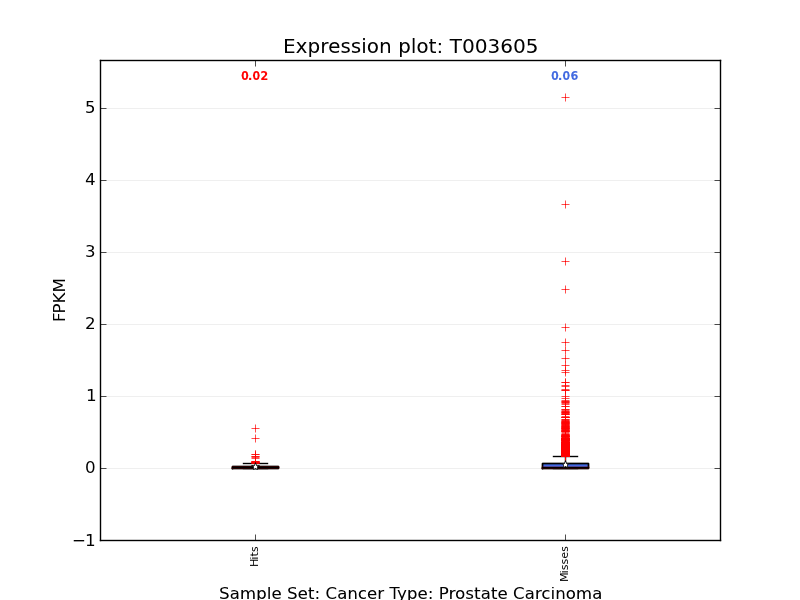 Expression plot: T003605
0.02
0.06
5
4
3
2
1
0
−1
FPKM
Hits
Misses
Sample Set: Cancer Type: Prostate Carcinoma